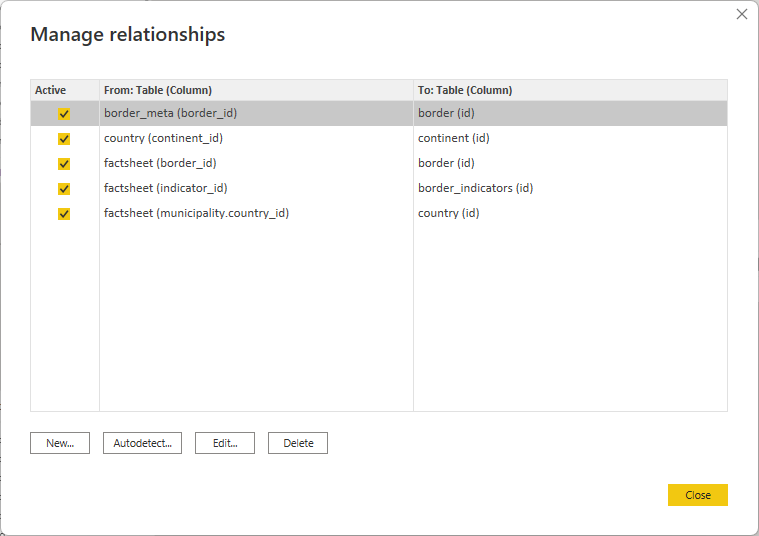 Manage relationships
Active From: Table (Column) To: Table (Column)
border_meta (border_id) border (id)
country (continent_id) continent (id)
factsheet (border_id) border (id)
factsheet (indicator_id) border_indicators (id)
factsheet (municipality.country_id) country (id)
New... Autodetect... Edit... Delete
Close